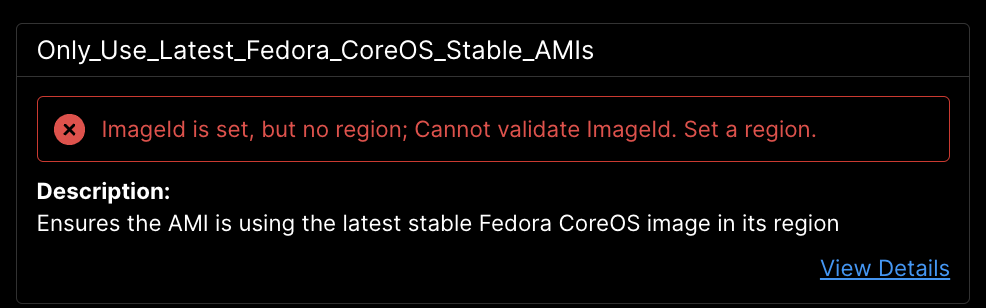 Only_Use_Latest_Fedora_CoreOS_Stable_AMIs
ImageId is set, but no region; Cannot validate ImageId. Set a region.
Description:
Ensures the AMI is using the latest stable Fedora CoreOS image in its region
View Details